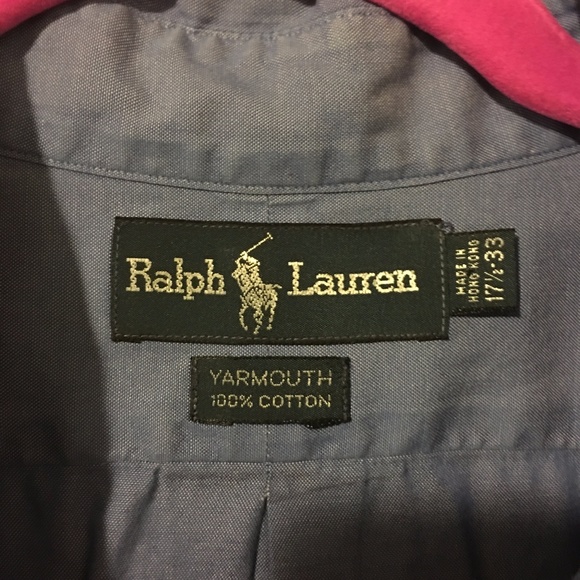 Ralph Lauren
MADE IN
HONG KONG
17½·33
YARMOUTH
100% COTTON